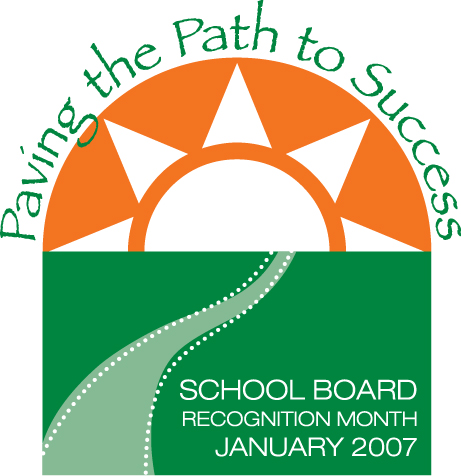 Paving the Path to Success
SCHOOL BOARD
RECOGNITION MONTH
JANUARY 2007